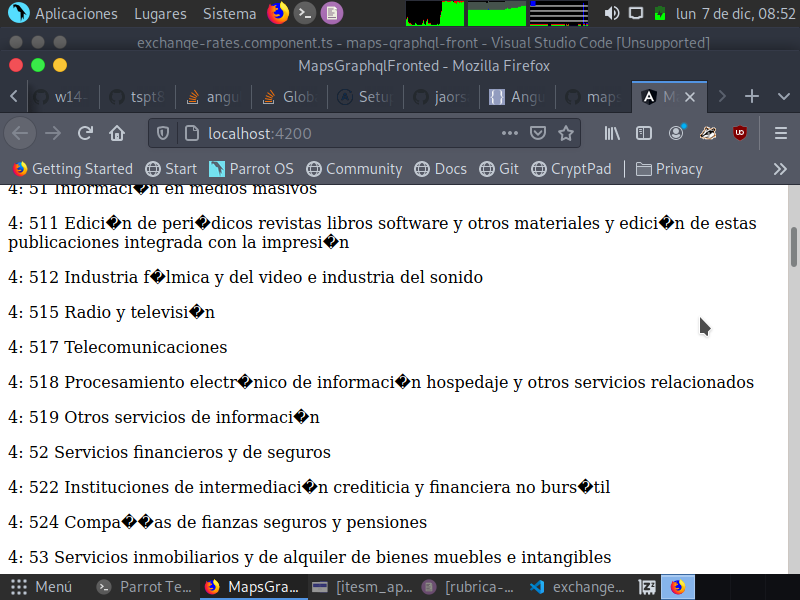 Aplicaciones Lugares Sistema lun 7 de dic, 08:52
exchange-rates.component.ts - maps-graphql-front - Visual Studio Code [Unsupported]
MapsGraphqlFronted - Mozilla Firefox
w14- tspt8 angu Glob Setu jaors Angu maps M
localhost:4200
Getting Started Start Parrot OS Community Docs Git CryptPad Privacy
4: 51 Informaci�n en medios masivos
4: 511 Edici�n de peri�dicos revistas libros software y otros materiales y edici�n de estas
publicaciones integrada con la impresi�n
4: 512 Industria f�lmica y del video e industria del sonido
4: 515 Radio y televisi�n
4: 517 Telecomunicaciones
4: 518 Procesamiento electr�nico de informaci�n hospedaje y otros servicios relacionados
4: 519 Otros servicios de informaci�n
4: 52 Servicios financieros y de seguros
4: 522 Instituciones de intermediaci�n crediticia y financiera no burs�til
4: 524 Compa��as de fianzas seguros y pensiones
4: 53 Servicios inmobiliarios y de alquiler de bienes muebles e intangibles
Menú Parrot Te... MapsGra... [itesm_ap... [rubrica-... exchange...